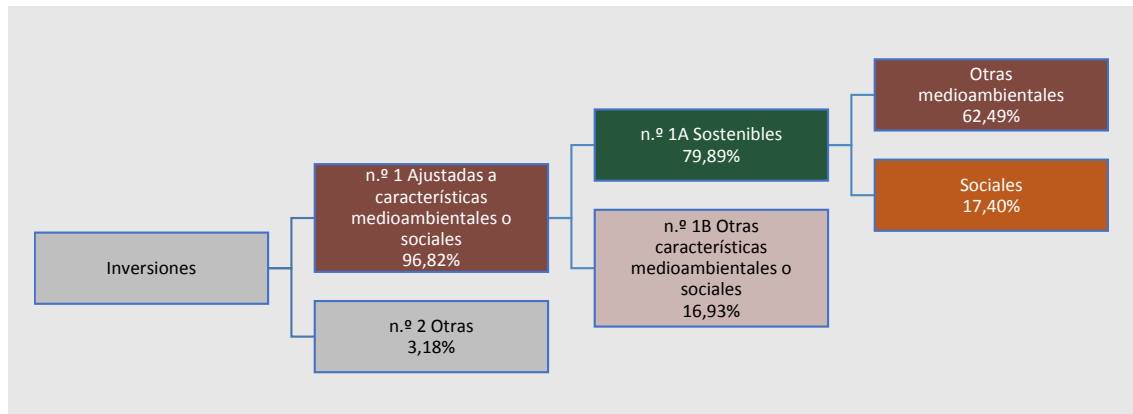 Inversiones
n.º 1 Ajustadas a
características
medioambientales o
sociales
96,82%
n.º 2 Otras
3,18%
n.º 1A Sostenibles
79,89%
n.º 1B Otras
característícas
medioambientales o
sociales
16,93%
Otras
medioambientales
62,49%
Sociales
17,40%